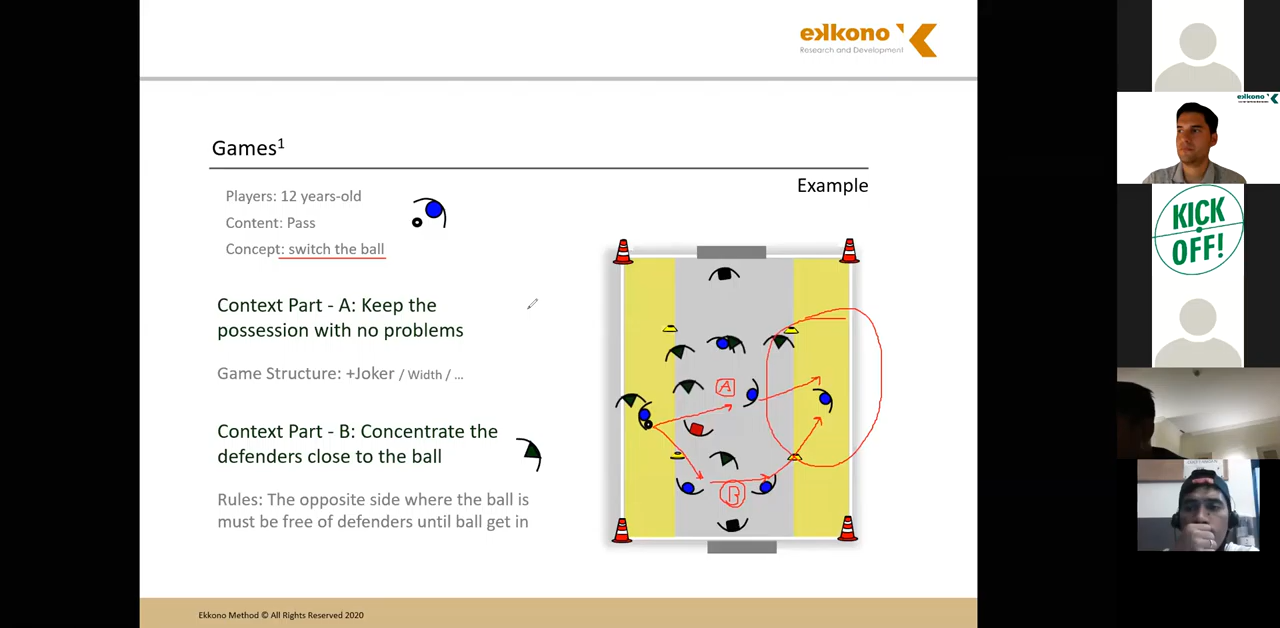 ekkono
Research and Development
Games1
Example
Players: 12 years-old
Content: Pass
Concept: switch the ball
Context Part - A: Keep the
possession with no problems
Game Structure: +Joker / Width / ...
Context Part - B: Concentrate the
defenders close to the ball
Rules: The opposite side where the ball is
must be free of defenders until ball get in
A
B
Ekkono Method © All Rights Reserved 2020
ekkono
KICK
OFF!